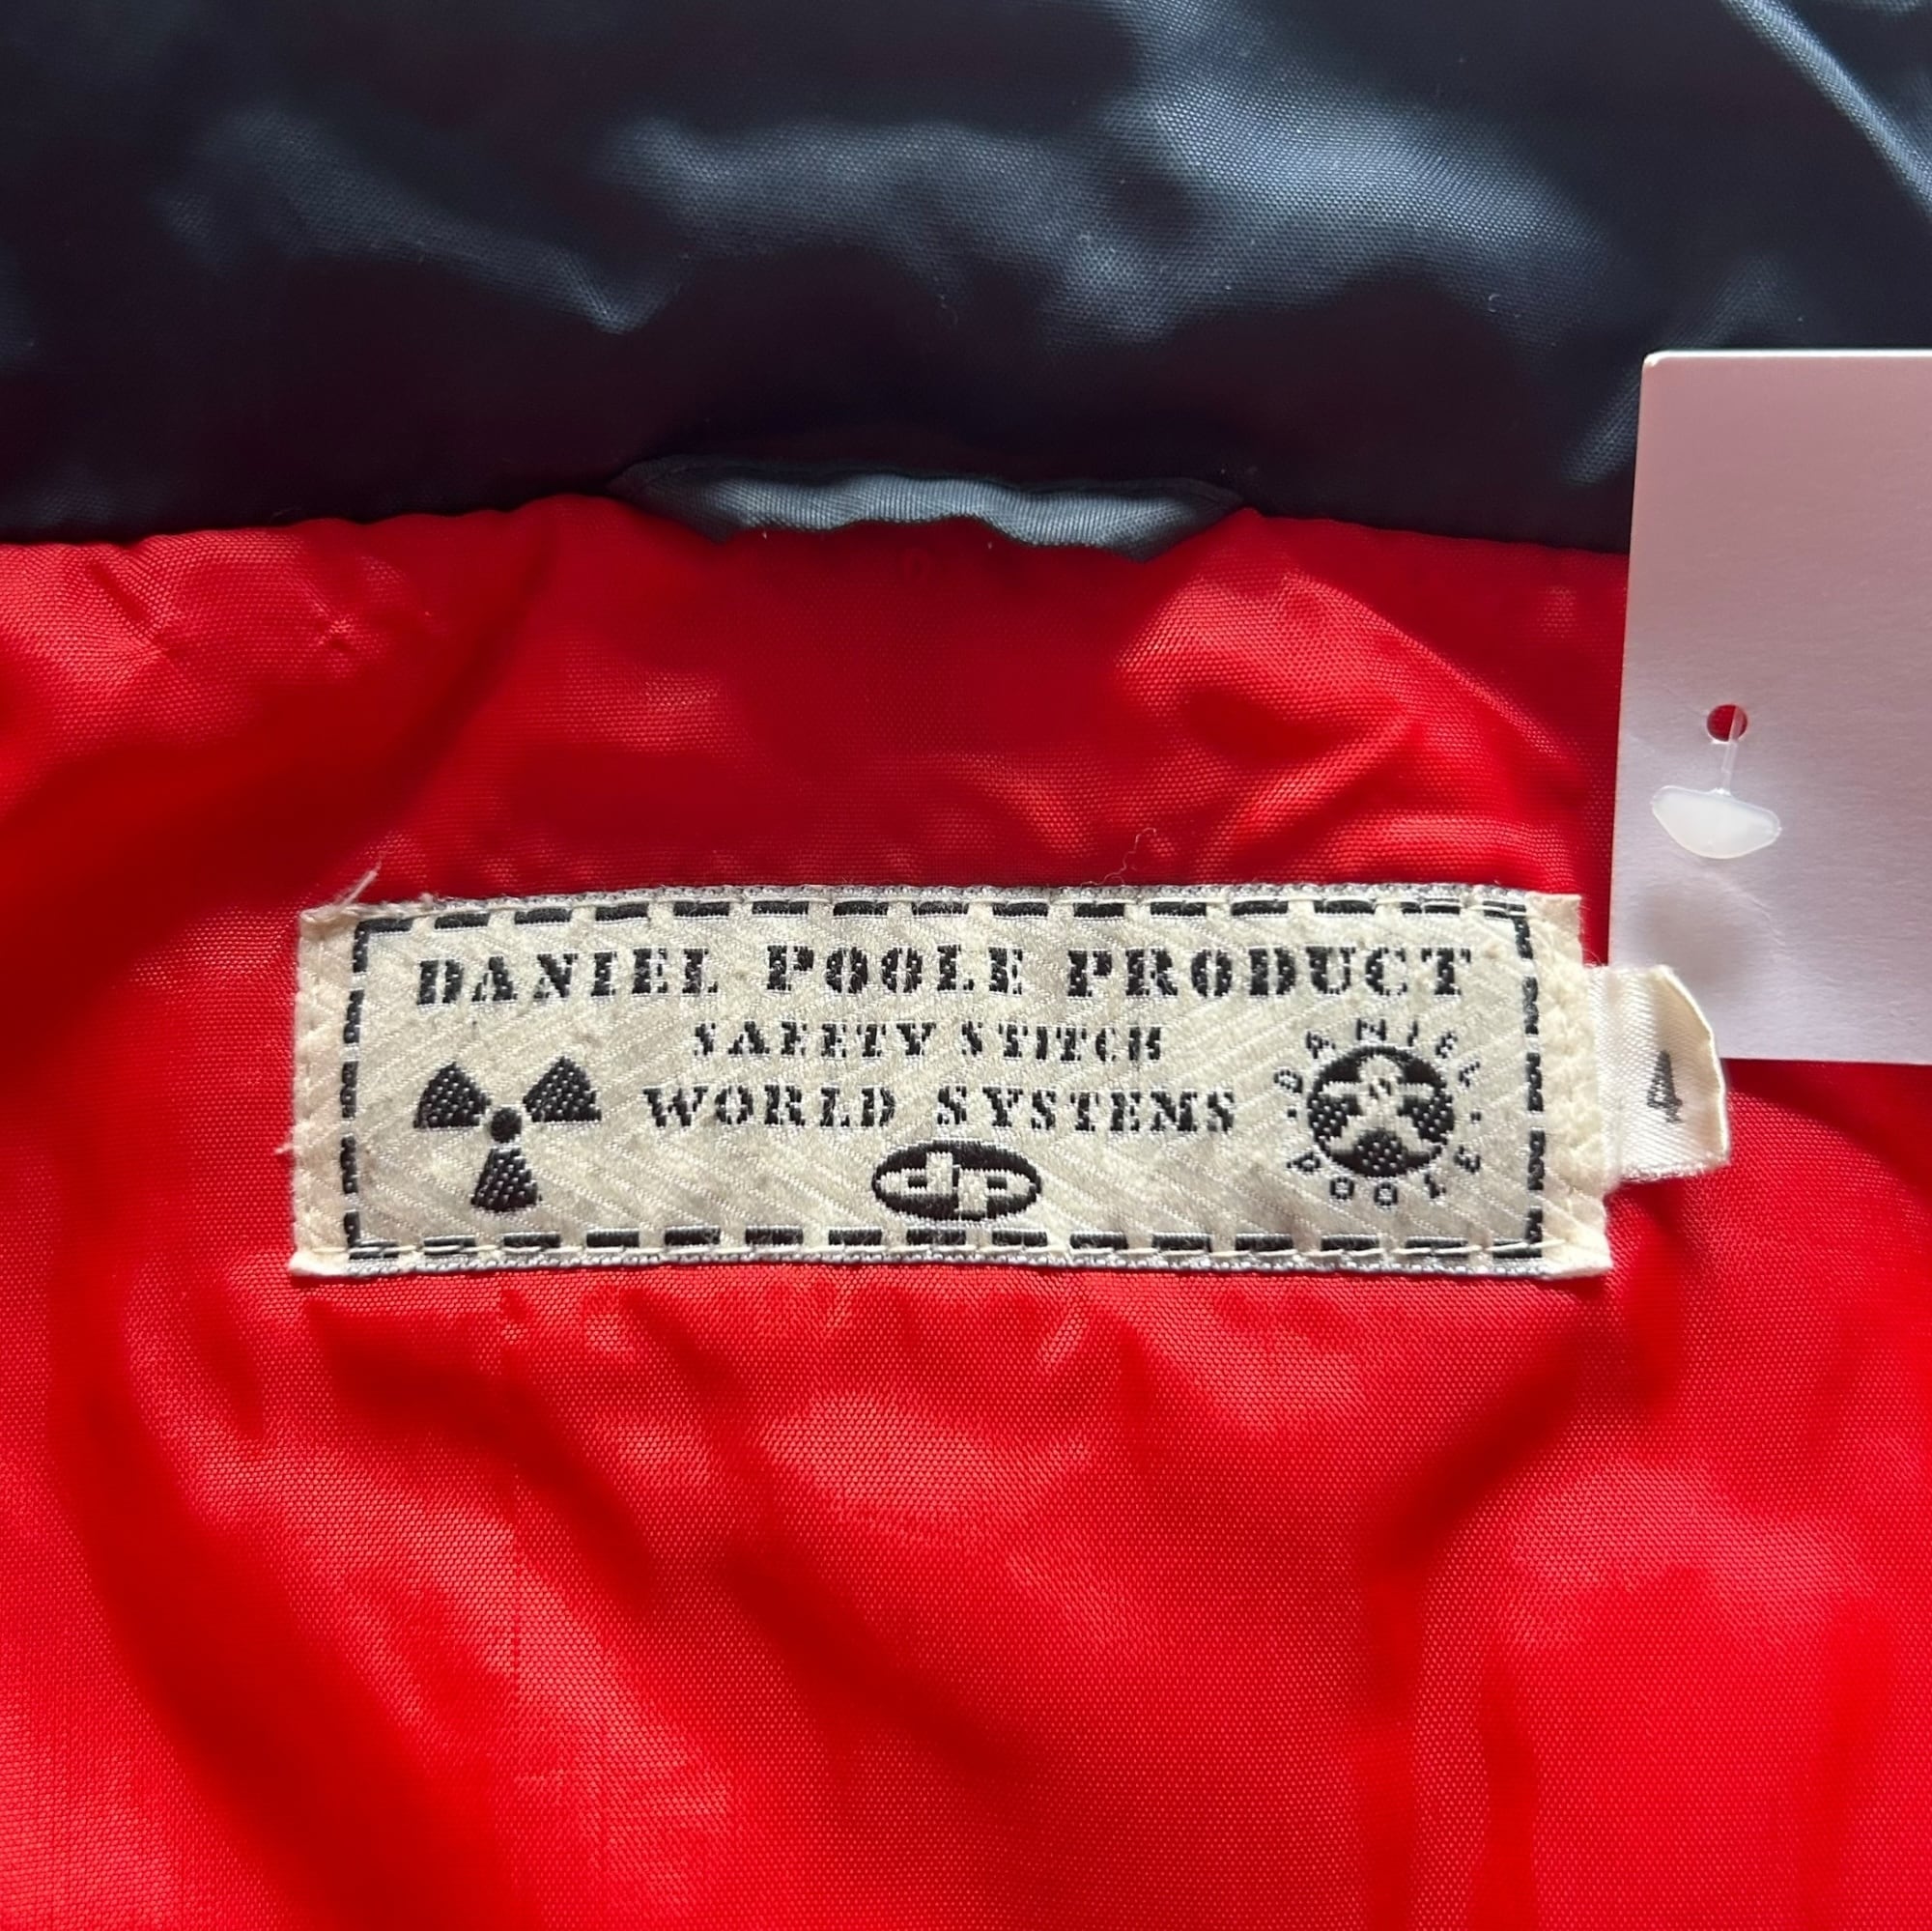 DANIEL POOLE PRODUCT
SAFETY STITCH
WORLD SYSTEMS
dp
DANIEL POOLE
4